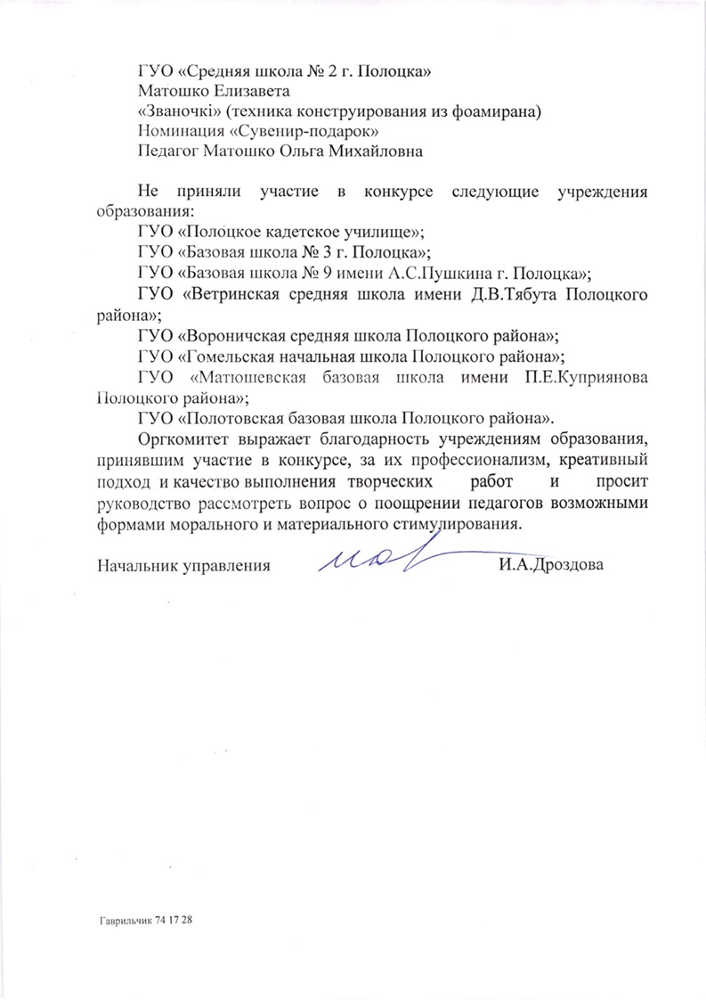 ГУО «Средняя школа № 2 г. Полоцка»
Матошко Елизавета
«Званочкі» (техника конструирования из фоамирана)
Номинация «Сувенир-подарок»
Педагог Матошко Ольга Михайловна
Не приняли участие в конкурсе следующие учреждения
образования:
ГУО «Полоцкое кадетское училище»;
ГУО «Базовая школа № 3 г. Полоцка»;
ГУО «Базовая школа № 9 имени А.С.Пушкина г. Полоцка»;
ГУО «Ветринская средняя школа имени Д.В.Тябута Полоцкого
района»;
ГУО «Вороничская средняя школа Полоцкого района»;
ГУО «Гомельская начальная школа Полоцкого района»;
ГУО «Матюшевская базовая школа имени П.Е.Куприянова
Полоцкого района»;
ГУО «Полотовская базовая школа Полоцкого района».
Оргкомитет выражает благодарность учреждениям образования,
принявшим участие в конкурсе, за их профессионализм, креативный
подход и качество выполнения творческих работ и просит
руководство рассмотреть вопрос о поощрении педагогов возможными
формами морального и материального стимулирования.
Начальник управления И.А.Дроздова
Гаврильчик 74 17 28